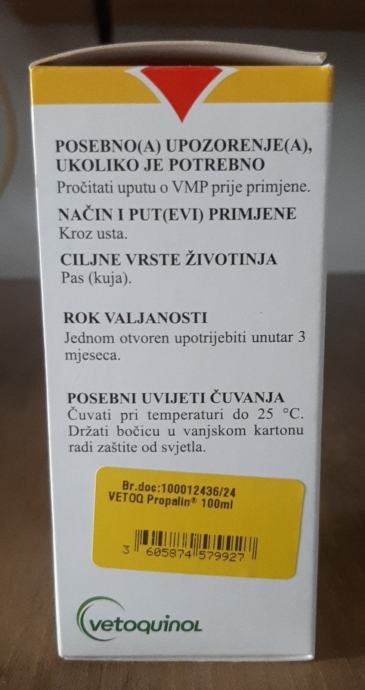 POSEBNO(A) UPOZORENJE(A),
UKOLIKO JE POTREBNO
Pročitati uputu o VMP prije primjene.
NAČIN I PUT(EVI) PRIMJENE
Kroz usta.
CILJNE VRSTE ŽIVOTINJA
Pas (kuja).
ROK VALJANOSTI
Jednom otvoren upotrijebiti unutar 3
mjeseca.
POSEBNI UVIJETI ČUVANJA
Čuvati pri temperaturi do 25 °C.
Držati bočicu u vanjskom kartonu
radi zaštite od svjetla.
Br.doc:100012436/24
VETOQ Propalin® 100ml
3 605874 579927
vetoquinol